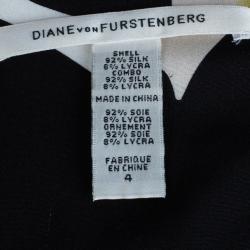 DIANE VON FURSTENBERG
SHELL
92% SILK
8% LYCRA
COMBO
92% SILK
8% LYCRA
MADE IN CHINA
92% SOIE
8% LYCRA
ORNEMENT
92% SOIE
8% LYCRA
FABRIQUE
EN CHINE
4